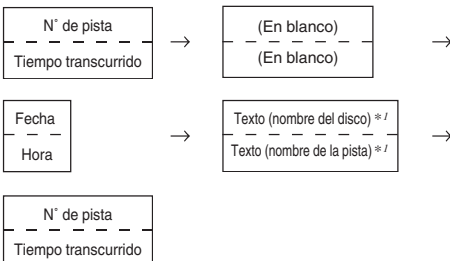 N° de pista
Tiempo transcurrido
→
(En blanco)
(En blanco)
→
Fecha
Hora
→
Texto (nombre del disco) *1
Texto (nombre de la pista) *1
→
N° de pista
Tiempo transcurrido